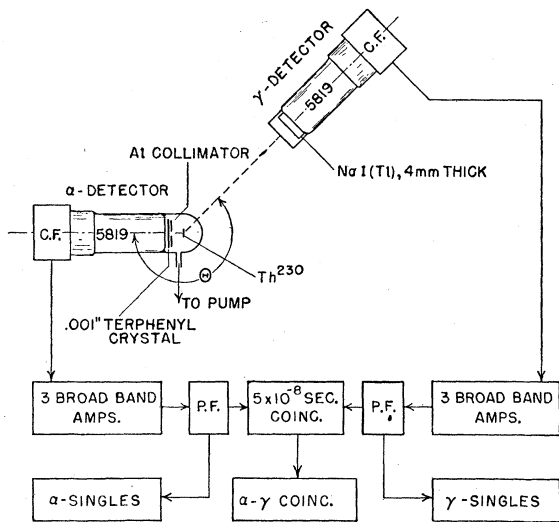 γ-DETECTOR
C.F.
5819
Al COLLIMATOR
NaI(Tl), 4mm THICK
α-DETECTOR
C.F.
5819
Th230
Θ
TO PUMP
.001" TERPHENYL
CRYSTAL
3 BROAD BAND
AMPS.
P.F.
5x10-8 SEC.
COINC.
P.F.
3 BROAD BAND
AMPS.
α-SINGLES
α-γ COINC.
γ-SINGLES